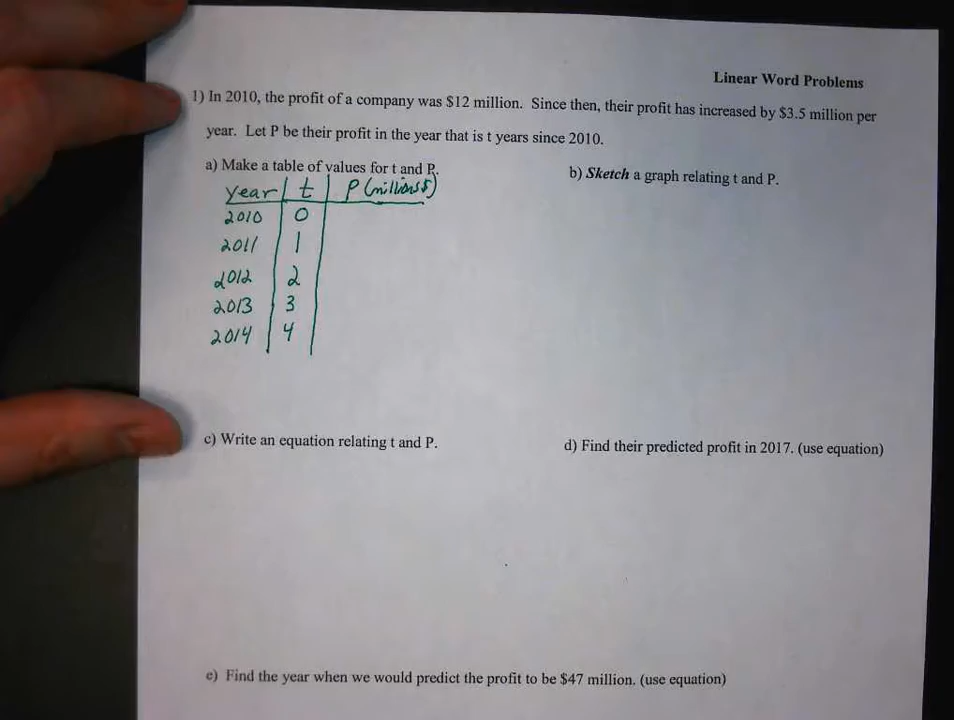 Linear Word Problems
1) In 2010, the profit of a company was $12 million. Since then, their profit has increased by $3.5 million per
year. Let P be their profit in the year that is t years since 2010.
a) Make a table of values for t and P.
b) Sketch a graph relating t and P.
year t P (millions $)
2010 0
2011 1
2012 2
2013 3
2014 4
c) Write an equation relating t and P.
d) Find their predicted profit in 2017. (use equation)
e) Find the year when we would predict the profit to be $47 million. (use equation)